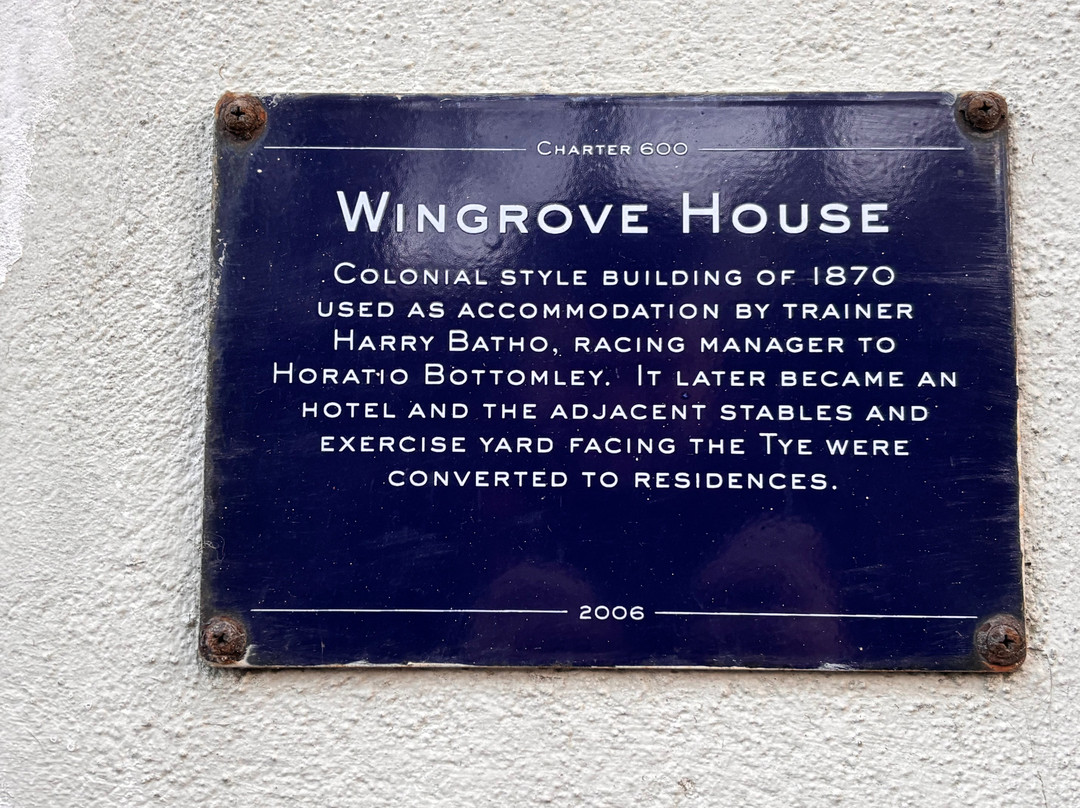 Charter 600
Wingrove House
Colonial style building of 1870
used as accommodation by trainer
Harry Batho, racing manager to
Horatio Bottomley. It later became an
hotel and the adjacent stables and
exercise yard facing the Tye were
converted to residences.
2006